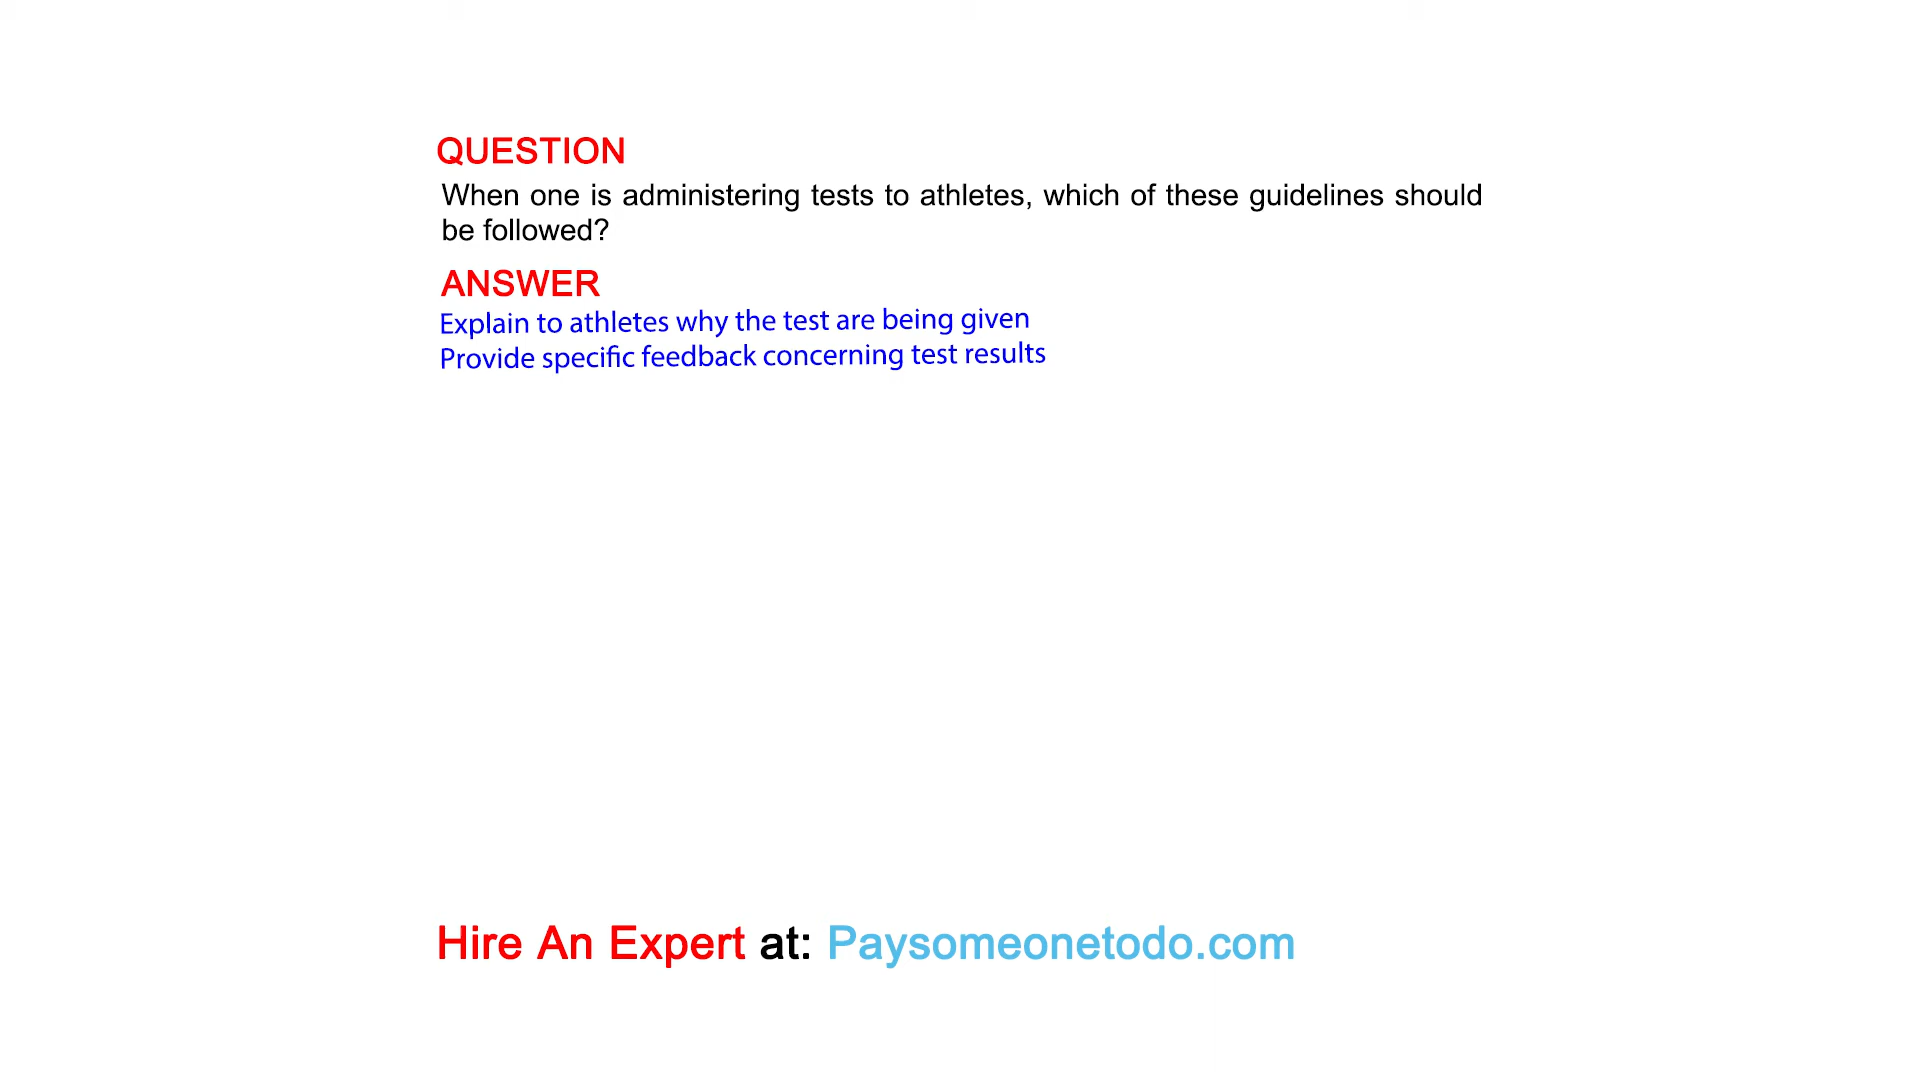 QUESTION
When one is administering tests to athletes, which of these guidelines should
be followed?
ANSWER
Explain to athletes why the test are being given
Provide specific feedback concerning test results
Hire An Expert at: Paysomeonetodo.com